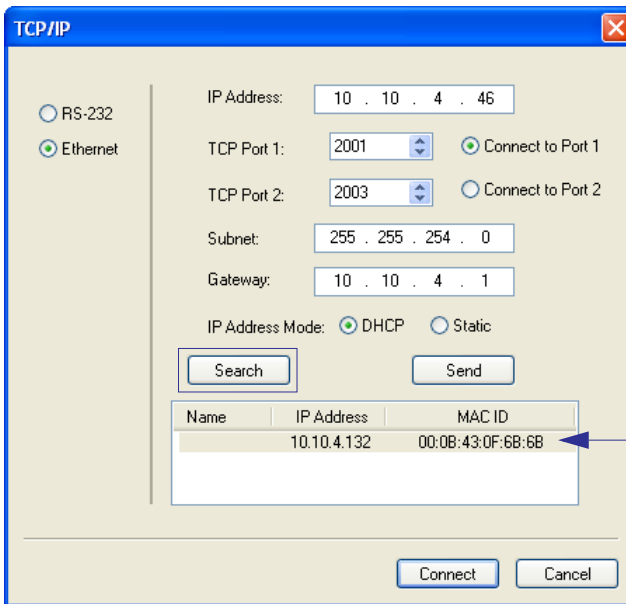 TCP/IP
RS-232
Ethernet
IP Address: 10 . 10 . 4 . 46
TCP Port 1: 2001 Connect to Port 1
TCP Port 2: 2003 Connect to Port 2
Subnet: 255 . 255 . 254 . 0
Gateway: 10 . 10 . 4 . 1
IP Address Mode: DHCP Static
Search Send
Name IP Address MAC ID
10.10.4.132 00:0B:43:0F:6B:6B
Connect Cancel